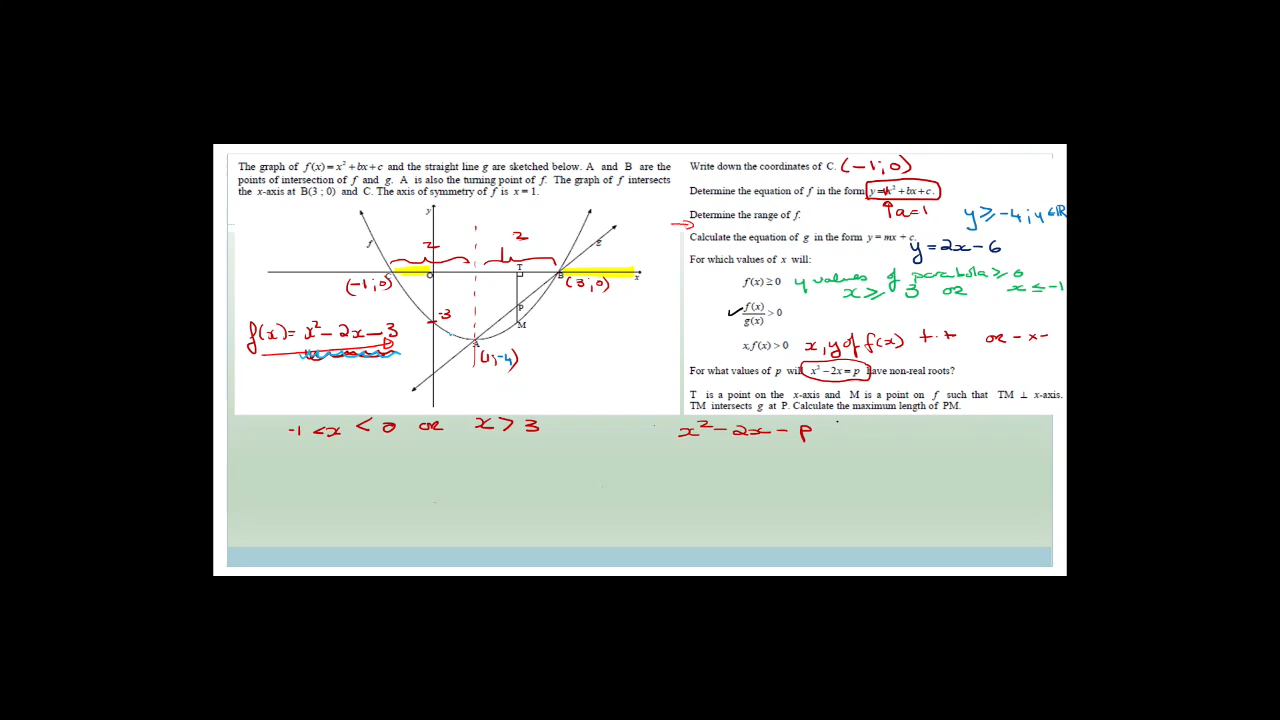 The graph of f(x) = x² + bx + c and the straight line g are sketched below. A and B are the
points of intersection of f and g. A is also the turning point of f. The graph of f intersects
the x-axis at B(3 ; 0) and C. The axis of symmetry of f is x = 1.
y
f
g
2
2
C
O
T
B
x
(-1;0)
(3;0)
P
M
-3
A
(1;-4)
f(x)= x² - 2x - 3
-1 < x < 0 or x > 3
Write down the coordinates of C. (-1;0)
Determine the equation of f in the form y = x² + bx + c.
a=1
Determine the range of f. y ≥ -4; y ∈ ℝ
Calculate the equation of g in the form y = mx + c.
y = 2x - 6
For which values of x will:
f(x) ≥ 0 y values of parabola ≥ 0
x ≥ 3 or x ≤ -1
✓ f(x)/g(x) > 0
x.f(x) > 0 x, y of f(x) +.+ or - x -
For what values of p will x² − 2x = p have non-real roots?
T is a point on the x-axis and M is a point on f such that TM ⊥ x-axis.
TM intersects g at P. Calculate the maximum length of PM.
x² - 2x - p